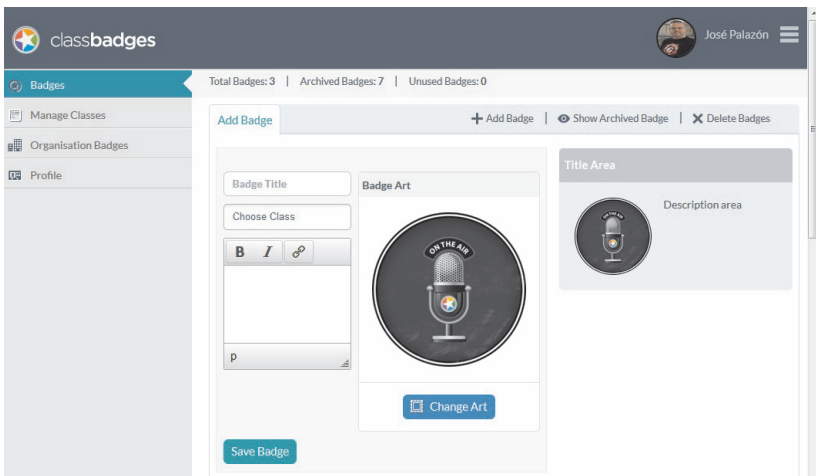 classbadges
José Palazón
Badges
Manage Classes
Organisation Badges
Profile
Total Badges: 3 | Archived Badges: 7 | Unused Badges: 0
Add Badge
Add Badge | Show Archived Badge | Delete Badges
Badge Title
Choose Class
B I
p
Save Badge
Badge Art
ON THE AIR
Change Art
Title Area
ON THE AIR
Description area